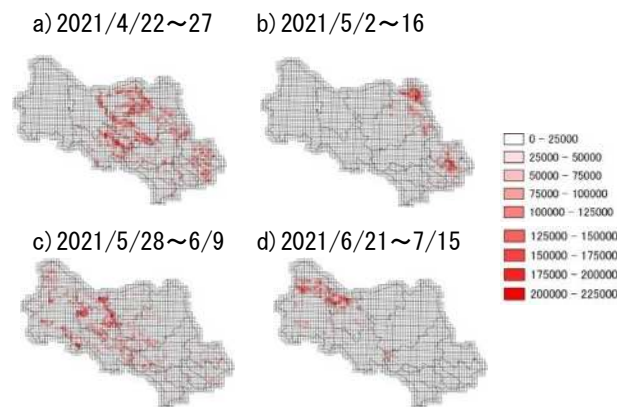 a) 2021/4/22～27
b) 2021/5/2～16
c) 2021/5/28～6/9
d) 2021/6/21～7/15
0 - 25000
25000 - 50000
50000 - 75000
75000 - 100000
100000 - 125000
125000 - 150000
150000 - 175000
175000 - 200000
200000 - 225000